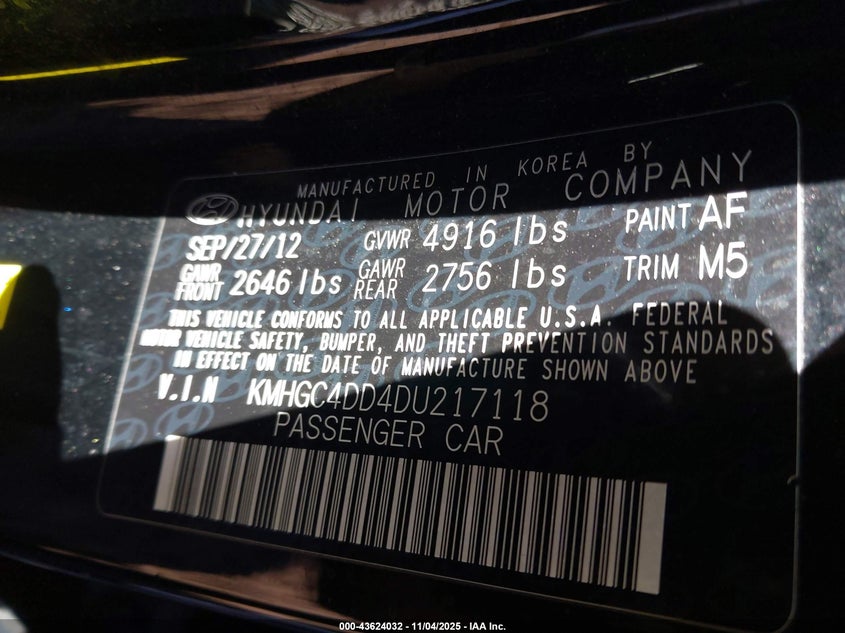 MANUFACTURED IN KOREA BY
HYUNDAI MOTOR COMPANY
SEP/27/12 GVWR 4916 lbs PAINT AF
GAWR FRONT 2646 lbs GAWR REAR 2756 lbs TRIM M5
THIS VEHICLE CONFORMS TO ALL APPLICABLE U.S.A. FEDERAL
MOTOR VEHICLE SAFETY, BUMPER, AND THEFT PREVENTION STANDARDS
IN EFFECT ON THE DATE OF MANUFACTURE SHOWN ABOVE
V.I.N KMHGC4DD4DU217118
PASSENGER CAR
000-43624032 - 11/04/2025 - IAA Inc.